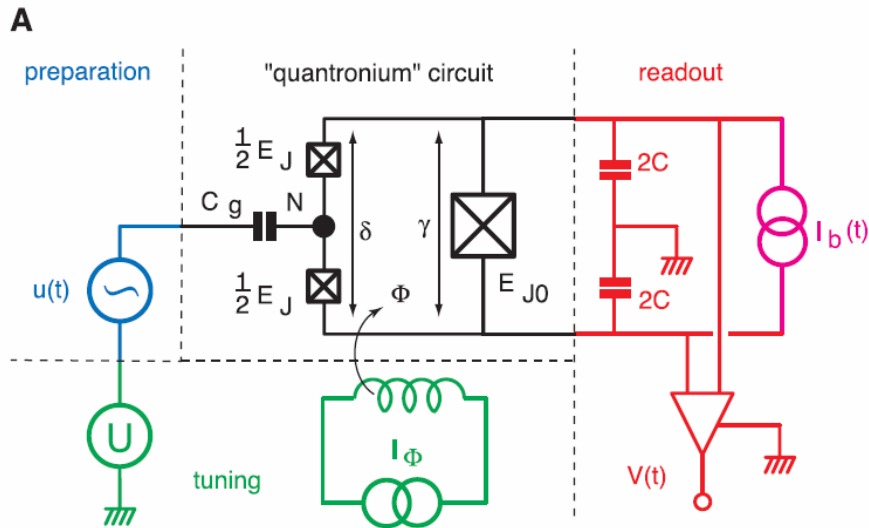 A
preparation
"quantronium" circuit
readout
1/2 E J
2C
C g N
δ
γ
I b (t)
u(t)
1/2 E J
Φ
E J0
2C
U
tuning
I Φ
V(t)